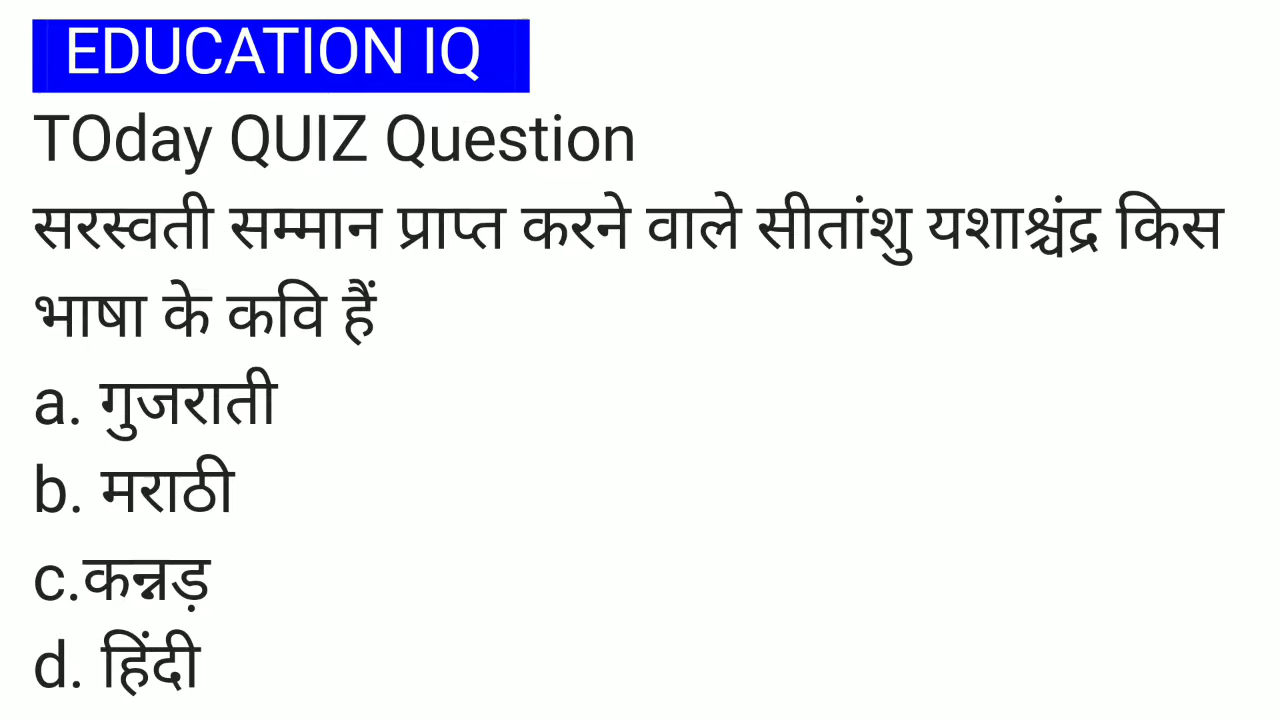 EDUCATION IQ
TOday QUIZ Question
सरस्वती सम्मान प्राप्त करने वाले सीतांशु यशाश्चंद्र किस
भाषा के कवि हैं
a. गुजराती
b. मराठी
c.कन्नड़
d. हिंदी